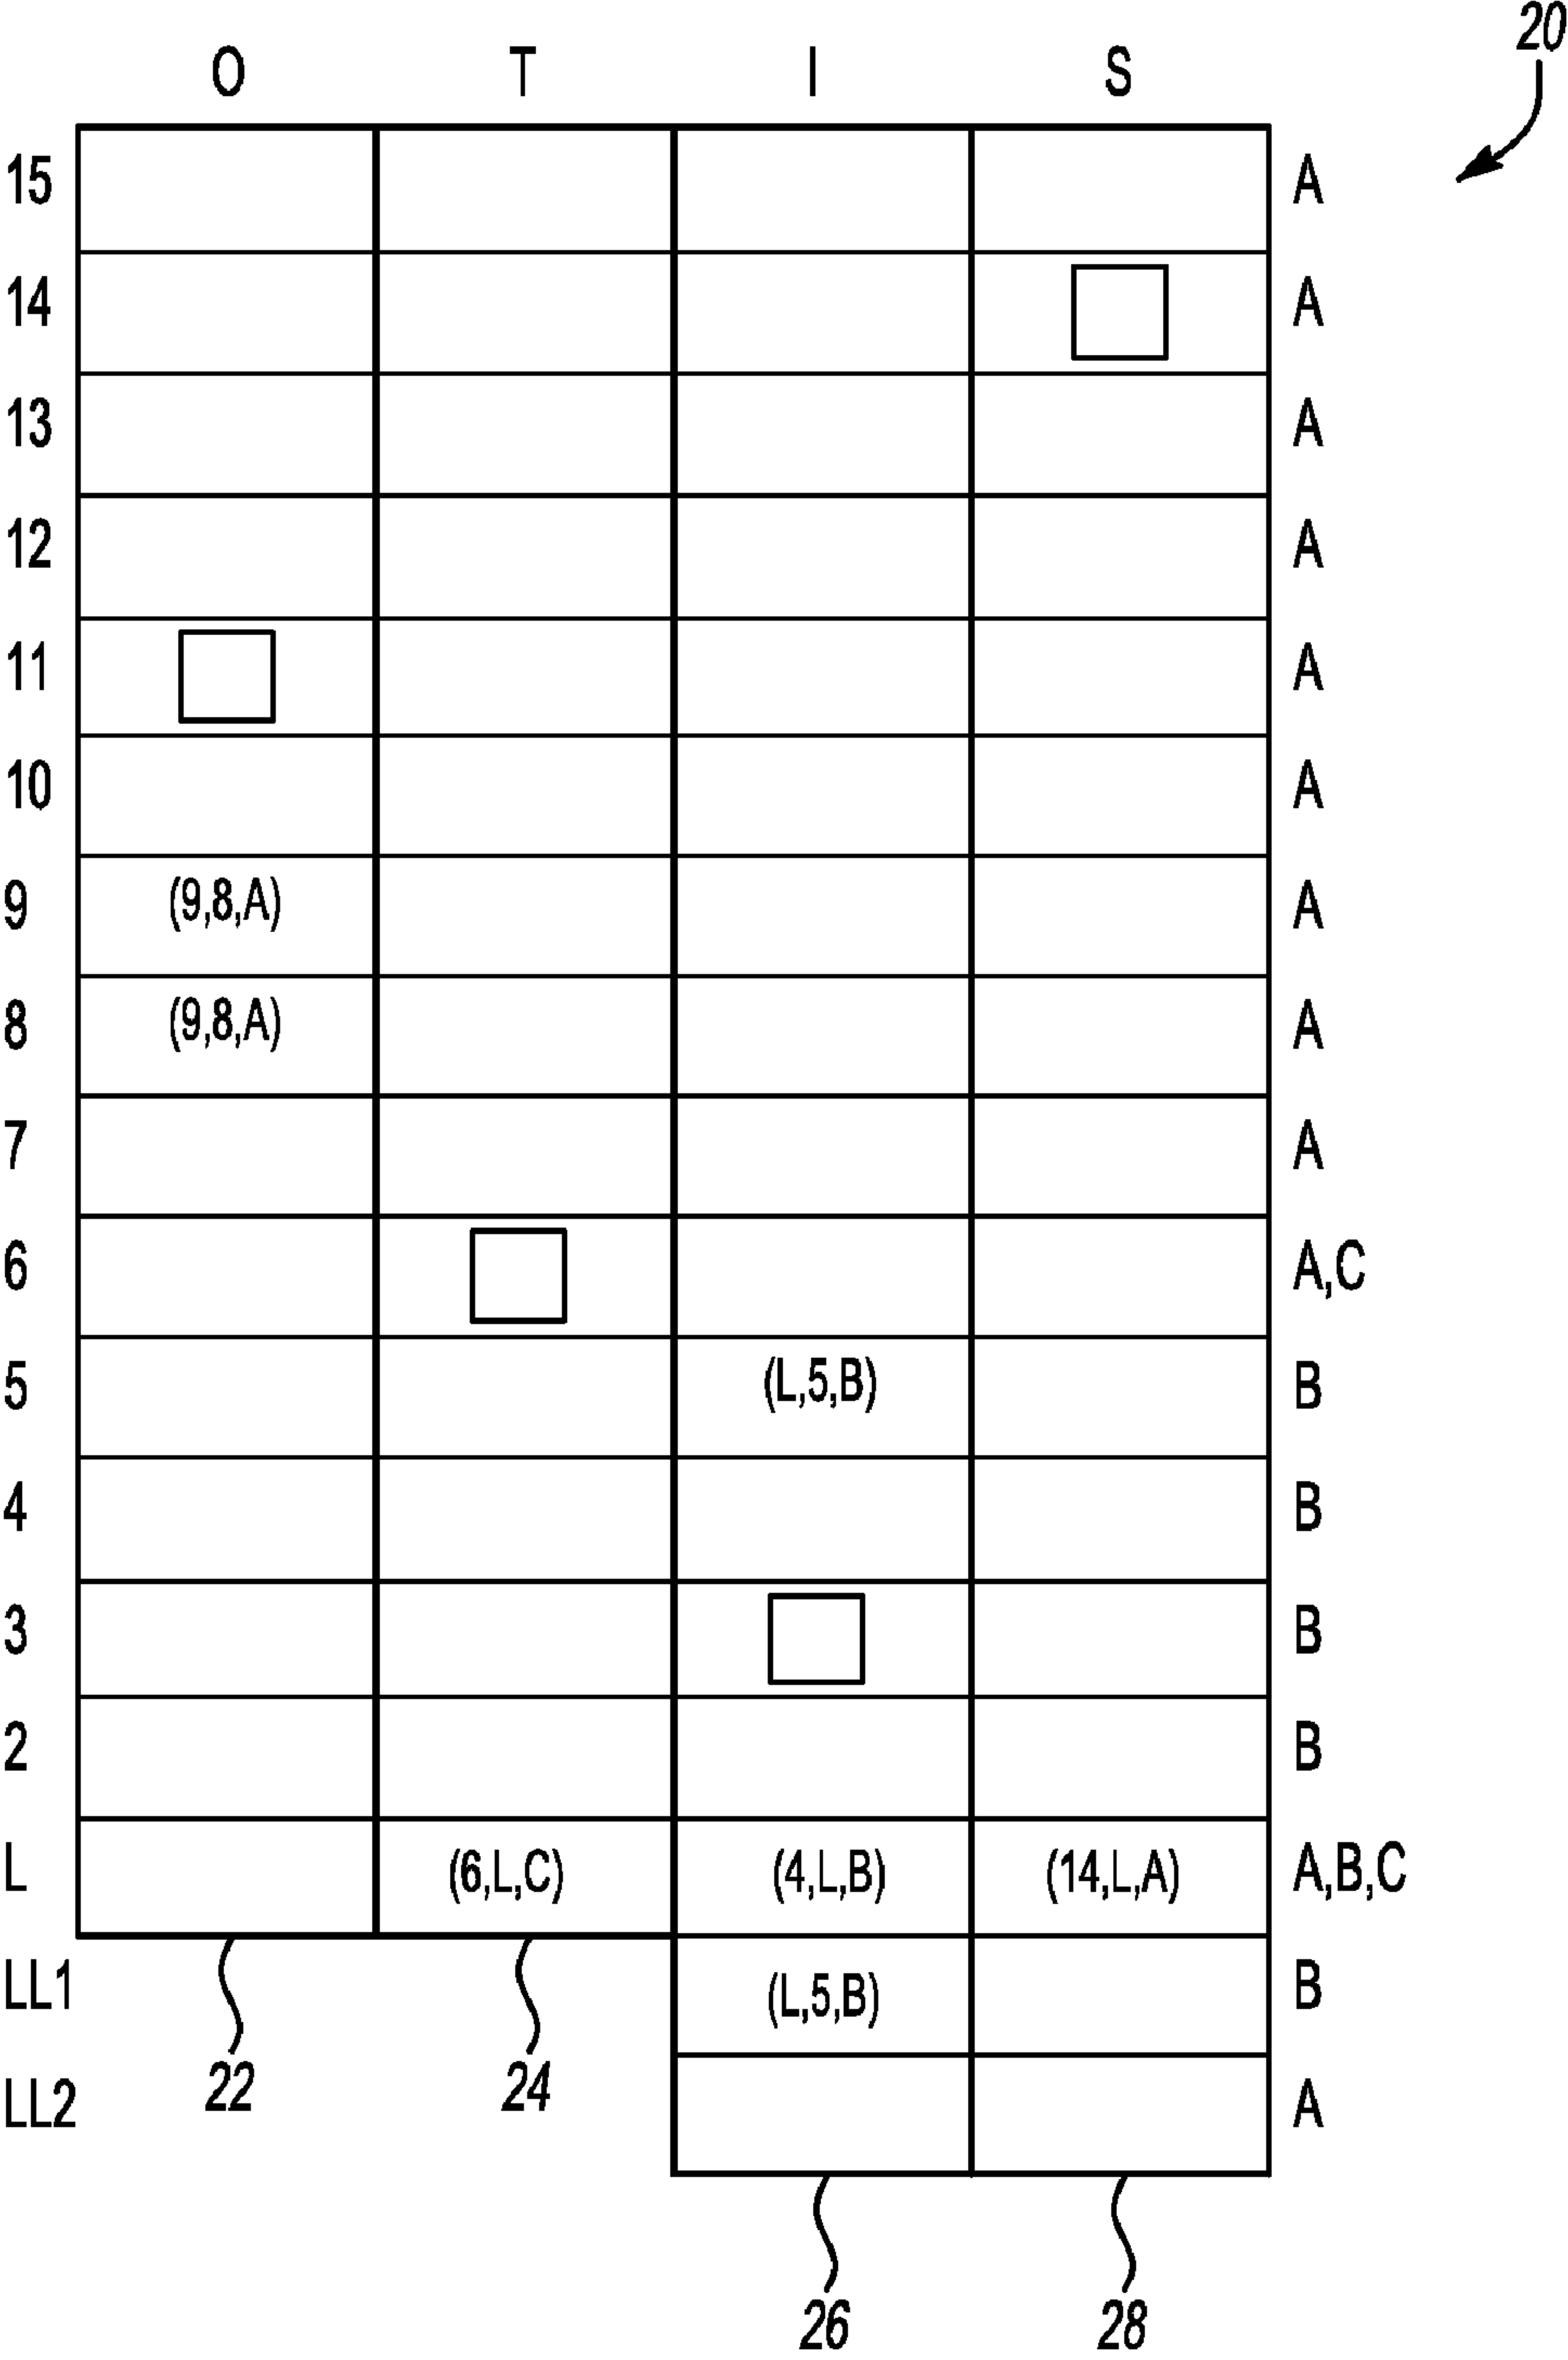 20
O T I S
15 A
14 A
13 A
12 A
11 A
10 A
9 (9,8,A) A
8 (9,8,A) A
7 A
6 A,C
5 (L,5,B) B
4 B
3 B
2 B
L (6,L,C) (4,L,B) (14,L,A) A,B,C
LL1 (L,5,B) B
22 24
LL2 A
26 28